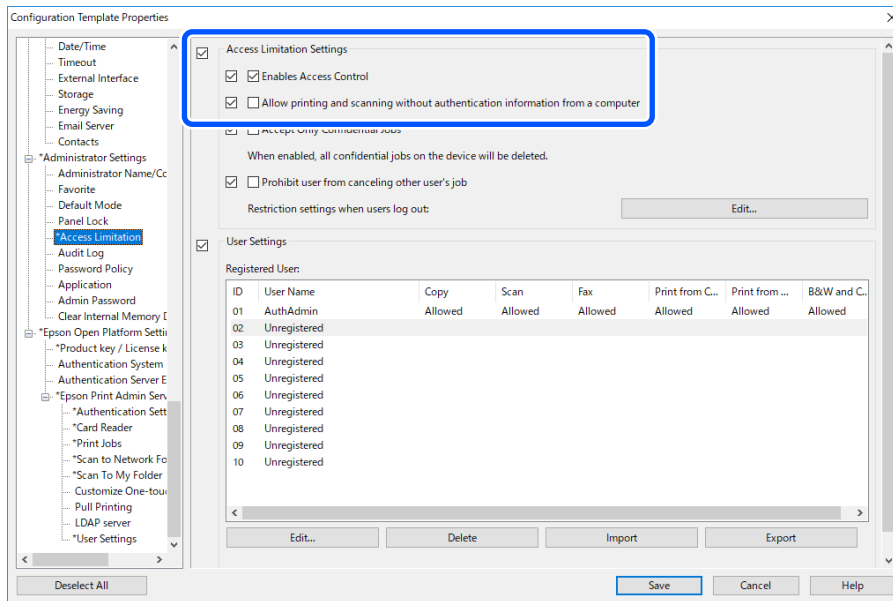 Configuration Template Properties
Date/Time
Timeout
External Interface
Storage
Energy Saving
Email Server
Contacts
*Administrator Settings
Administrator Name/Cc
Favorite
Default Mode
Panel Lock
*Access Limitation
Audit Log
Password Policy
Application
Admin Password
Clear Internal Memory D
*Epson Open Platform Settin
*Product key / License k
Authentication System
Authentication Server E
*Epson Print Admin Serv
*Authentication Sett
*Card Reader
*Print Jobs
*Scan to Network Fo
*Scan To My Folder
Customize One-touc
Pull Printing
LDAP server
*User Settings
Access Limitation Settings
Enables Access Control
Allow printing and scanning without authentication information from a computer
Accept Only Confidential Jobs
When enabled, all confidential jobs on the device will be deleted.
Prohibit user from canceling other user's job
Restriction settings when users log out: Edit...
User Settings
Registered User:
ID User Name Copy Scan Fax Print from C... Print from ... B&W and C...
01 AuthAdmin Allowed Allowed Allowed Allowed Allowed Allowed
02 Unregistered
03 Unregistered
04 Unregistered
05 Unregistered
06 Unregistered
07 Unregistered
08 Unregistered
09 Unregistered
10 Unregistered
Edit... Delete Import Export
Deselect All Save Cancel Help